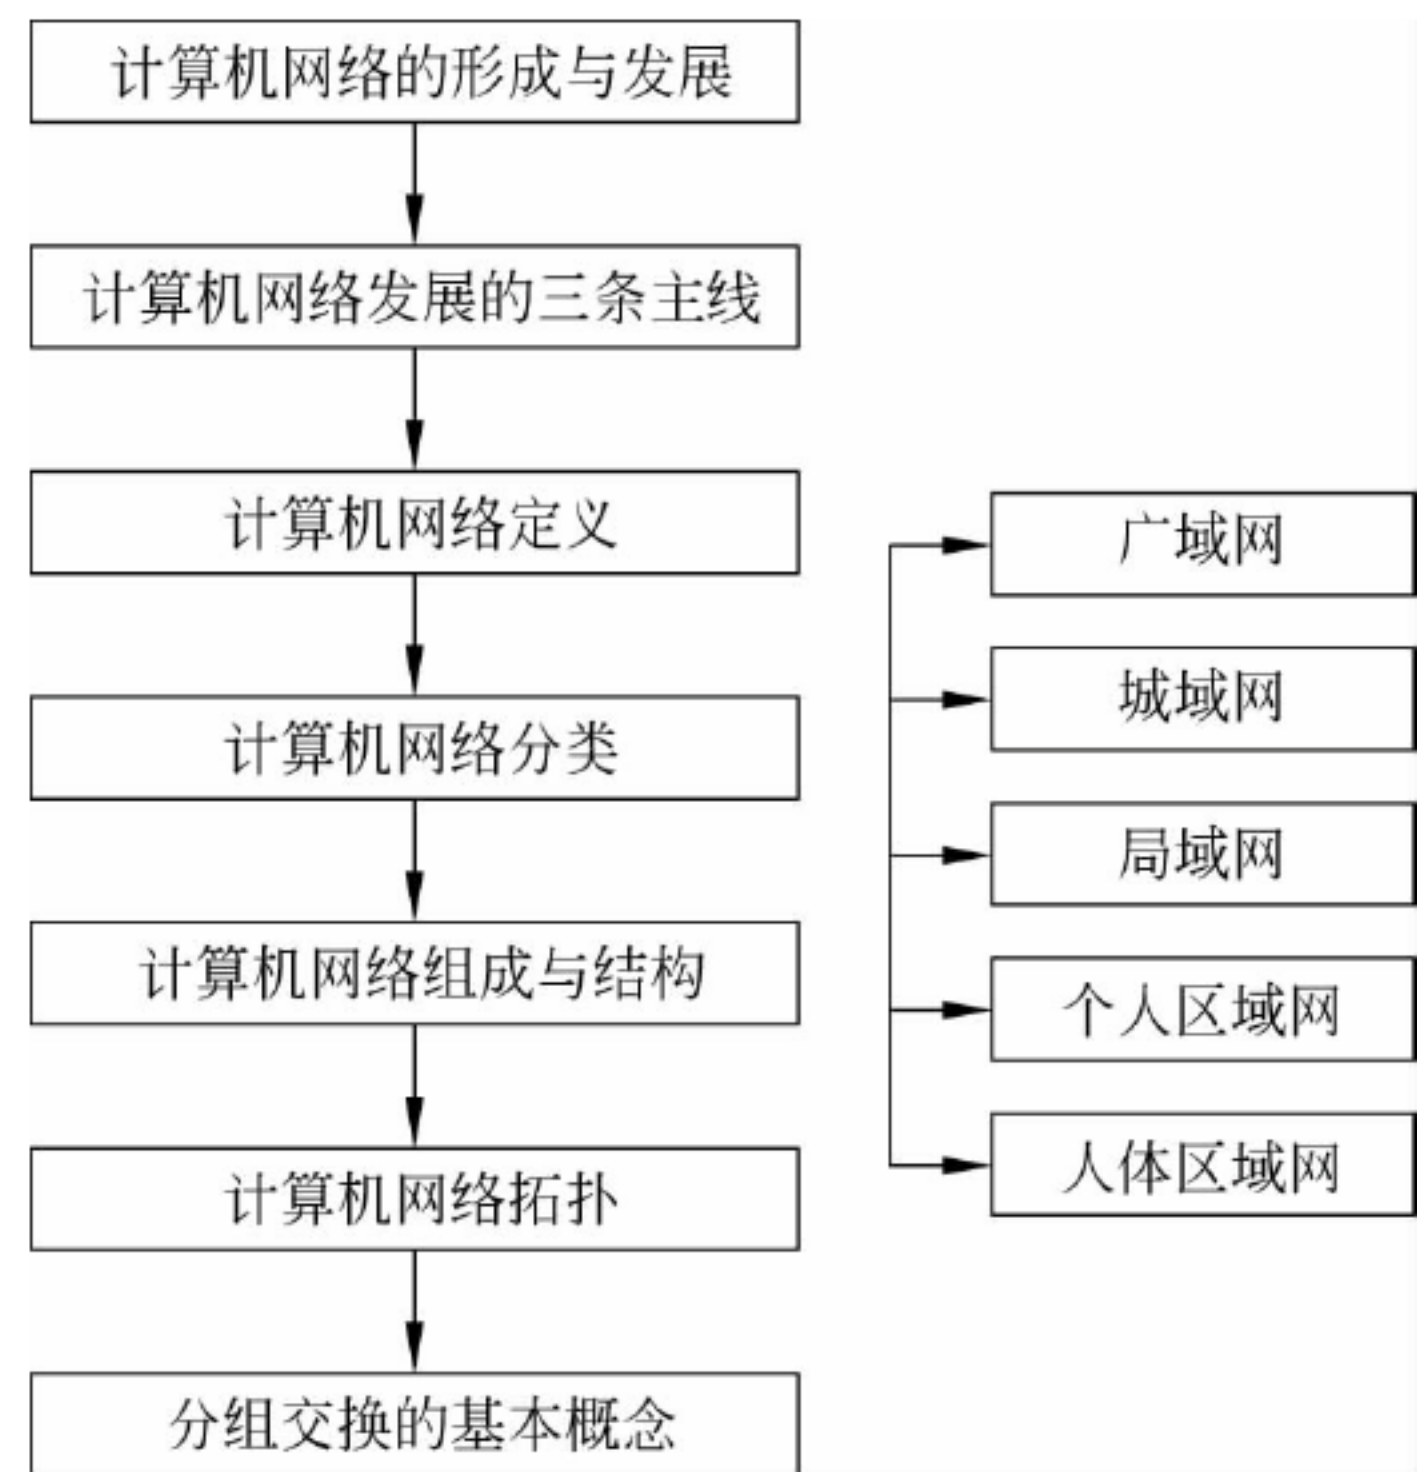 计算机网络的形成与发展
计算机网络发展的三条主线
计算机网络定义
计算机网络分类
计算机网络组成与结构
计算机网络拓扑
分组交换的基本概念
广域网
城域网
局域网
个人区域网
人体区域网